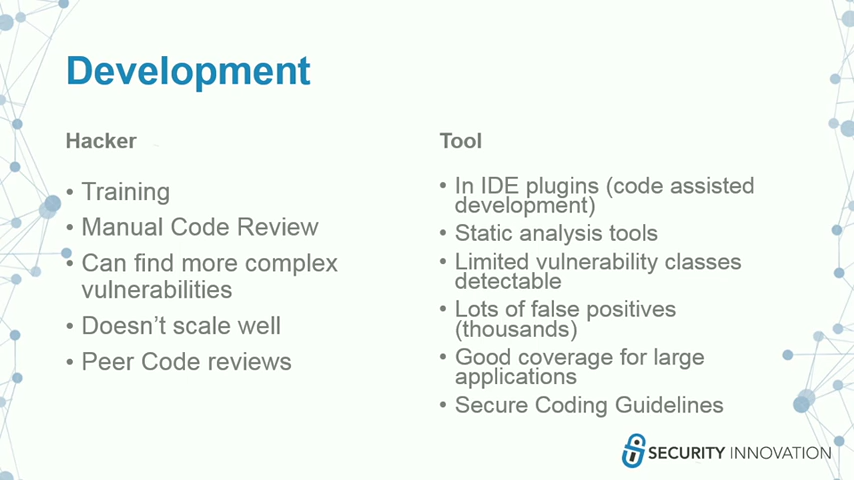 Development
Hacker
• Training
• Manual Code Review
• Can find more complex
vulnerabilities
• Doesn't scale well
• Peer Code reviews
Tool
• In IDE plugins (code assisted
development)
• Static analysis tools
• Limited vulnerability classes
detectable
• Lots of false positives
(thousands)
• Good coverage for large
applications
• Secure Coding Guidelines
SECURITY INNOVATION